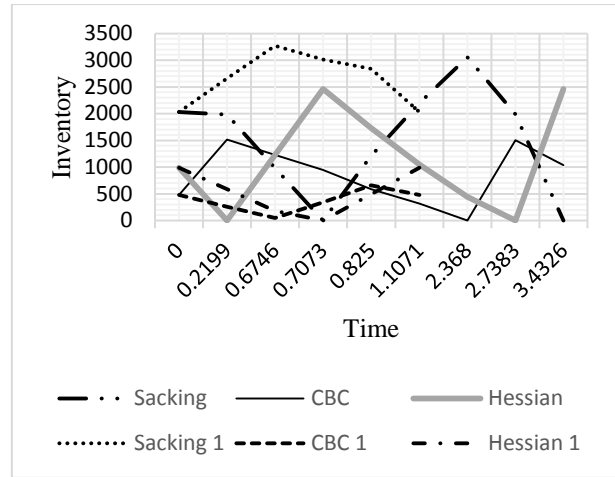 3500
3000
2500
2000
1500
1000
500
0
Inventory
0
0.2199
0.6746
0.7073
0.825
1.1071
2.368
2.7383
3.4326
Time
Sacking
CBC
Hessian
Sacking 1
CBC 1
Hessian 1